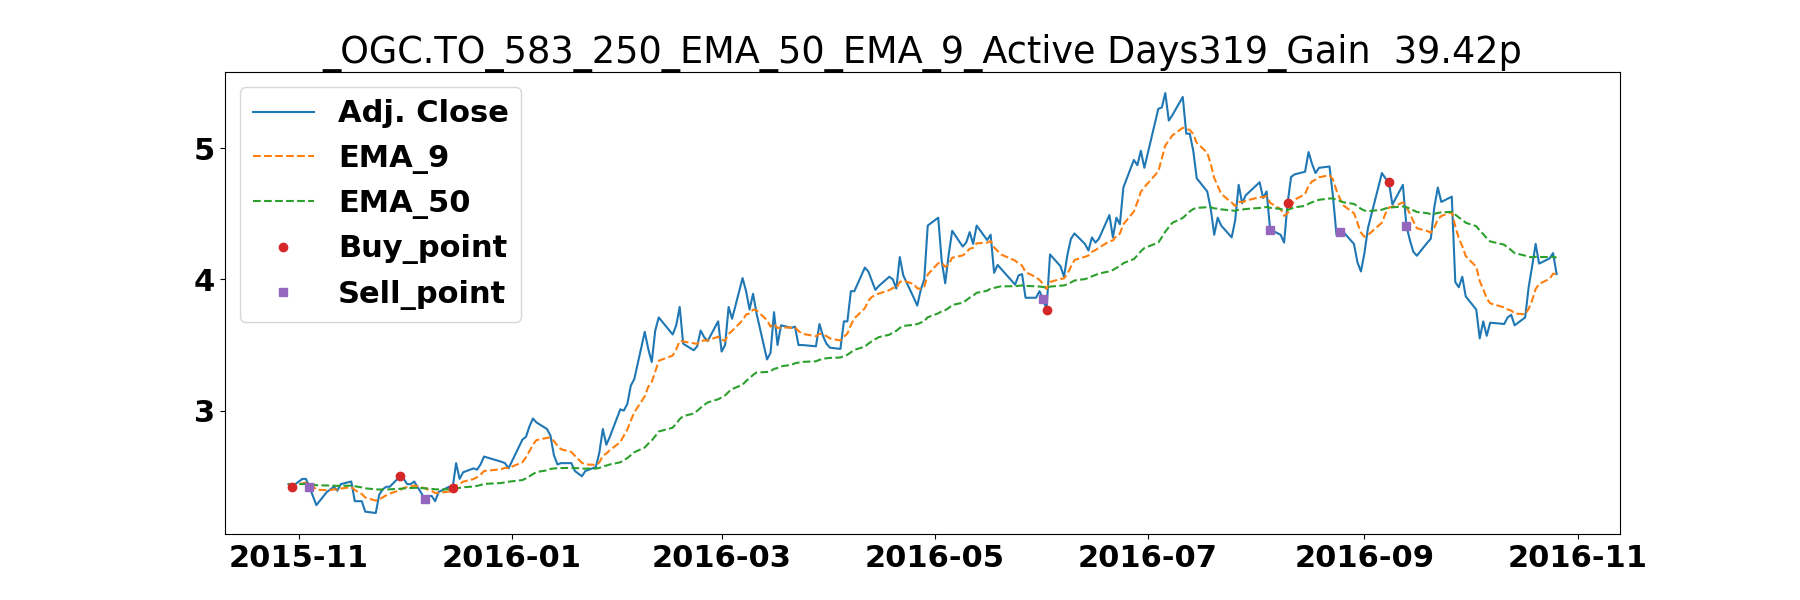 _OGC.TO_583_250_EMA_50_EMA_9_Active Days319_Gain  39.42p
Adj. Close
EMA_9
EMA_50
Buy_point
Sell_point
5
4
3
2015-11 2016-01 2016-03 2016-05 2016-07 2016-09 2016-11